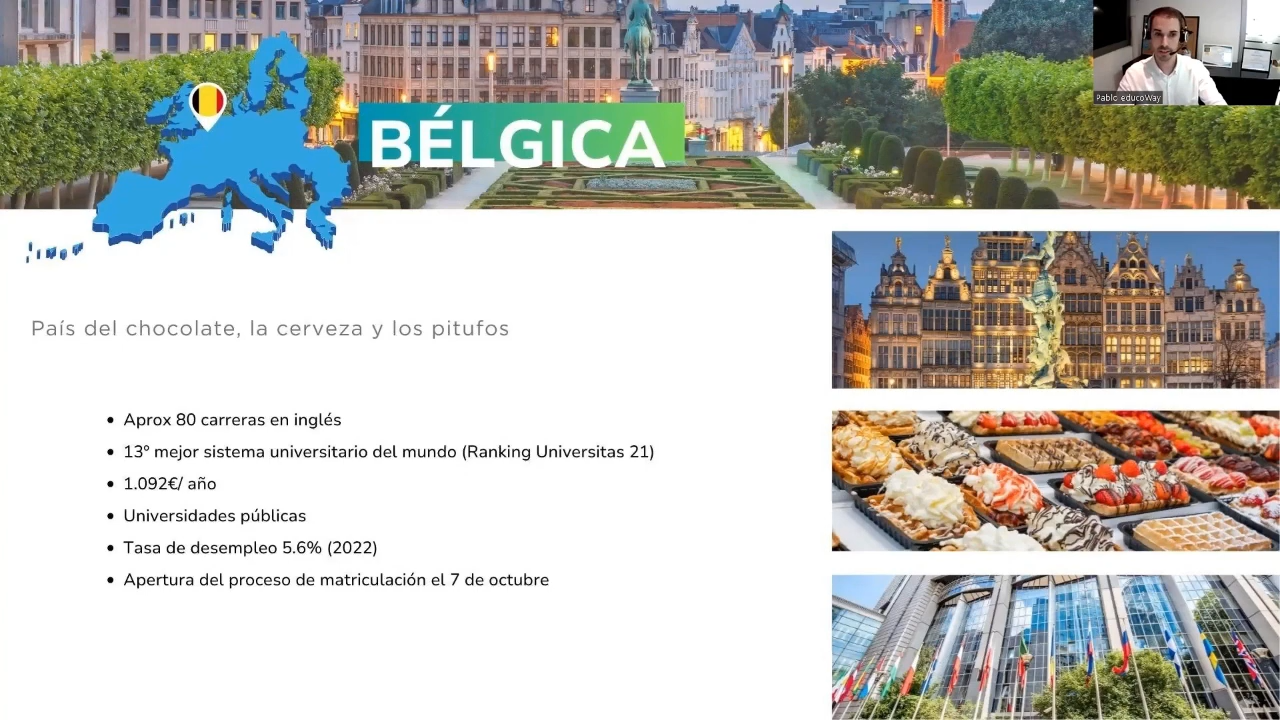 BÉLGICA
Pablo educoWay
País del chocolate, la cerveza y los pitufos
• Aprox 80 carreras en inglés
• 13º mejor sistema universitario del mundo (Ranking Universitas 21)
• 1.092€/ año
• Universidades públicas
• Tasa de desempleo 5.6% (2022)
• Apertura del proceso de matriculación el 7 de octubre